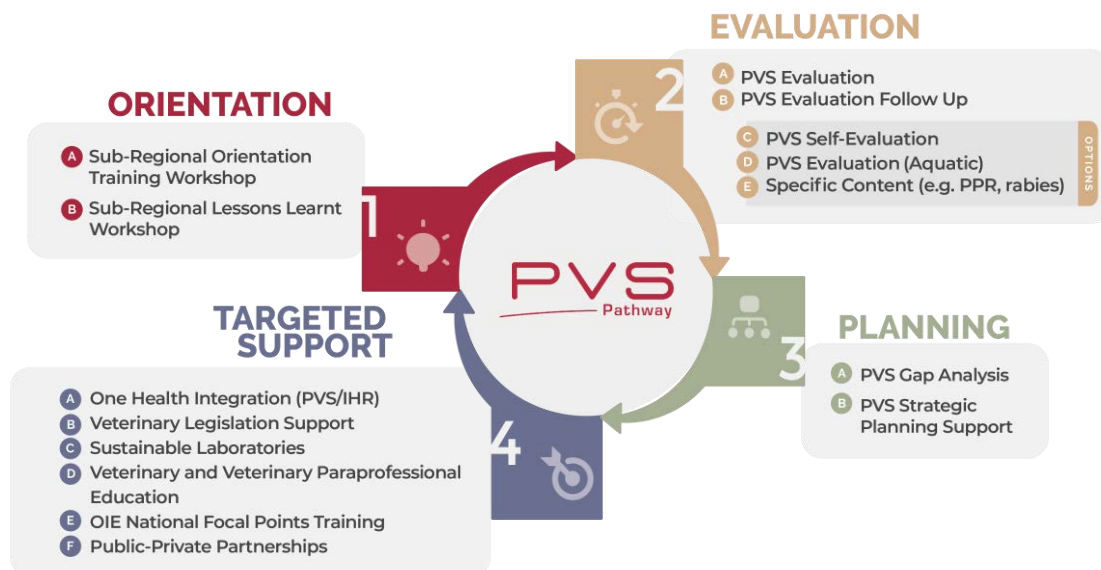 ORIENTATION
A Sub-Regional Orientation
Training Workshop
B Sub-Regional Lessons Learnt
Workshop
1
EVALUATION
2
A PVS Evaluation
B PVS Evaluation Follow Up
C PVS Self-Evaluation
D PVS Evaluation (Aquatic)
E Specific Content (e.g. PPR, rabies)
OPTIONS
PVS
Pathway
PLANNING
3
A PVS Gap Analysis
B PVS Strategic
Planning Support
TARGETED
SUPPORT
4
A One Health Integration (PVS/IHR)
B Veterinary Legislation Support
C Sustainable Laboratories
D Veterinary and Veterinary Paraprofessional
Education
E OIE National Focal Points Training
F Public-Private Partnerships